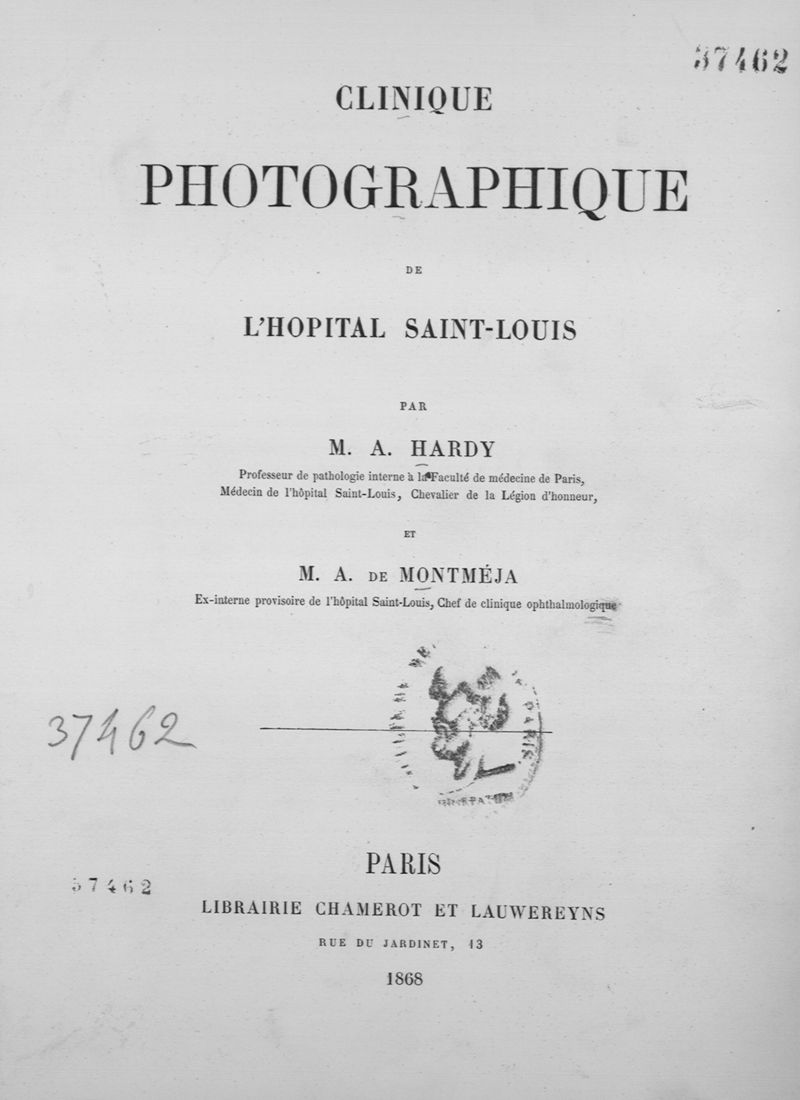 37462
CLINIQUE
PHOTOGRAPHIQUE
DE
L'HOPITAL SAINT-LOUIS
PAR
M. A. HARDY
Professeur de pathologie interne à la Faculté de médecine de Paris,
Médecin de l'hôpital Saint-Louis, Chevalier de la Légion d'honneur,
ET
M. A. DE MONTMÉJA
Ex-interne provisoire de l'hôpital Saint-Louis, Chef de clinique ophthalmologique
PARIS
37462
PARIS
37462
LIBRAIRIE CHAMEROT ET LAUWEREYNS
RUE DU JARDINET, 13
1868